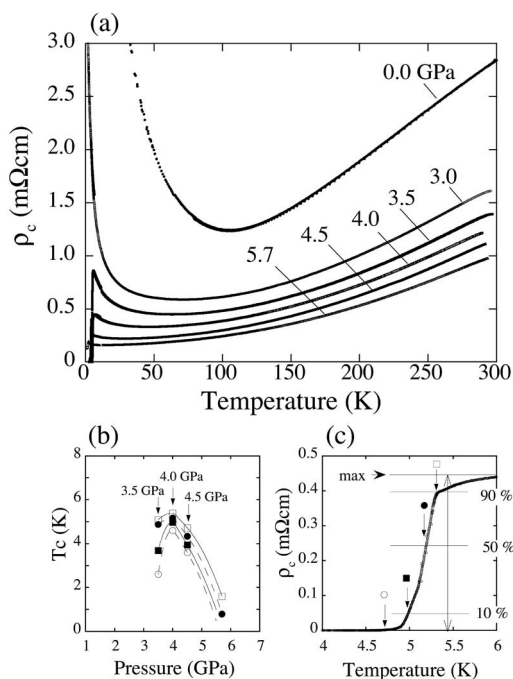 (a)
3.0
2.5
2.0
1.5
1.0
0.5
0
ρc (mΩcm)
0.0 GPa
3.0
3.5
4.0
4.5
5.7
0 50 100 150 200 250 300
Temperature (K)
(b)
8
6
4
2
0
Tc (K)
4.0 GPa
3.5 GPa
4.5 GPa
1 3 5 7
Pressure (GPa)
(c)
0.5
0.4
0.3
0.2
0.1
0
ρc (mΩcm)
max
90 %
50 %
10 %
4 4.5 5 5.5 6
Temperature (K)